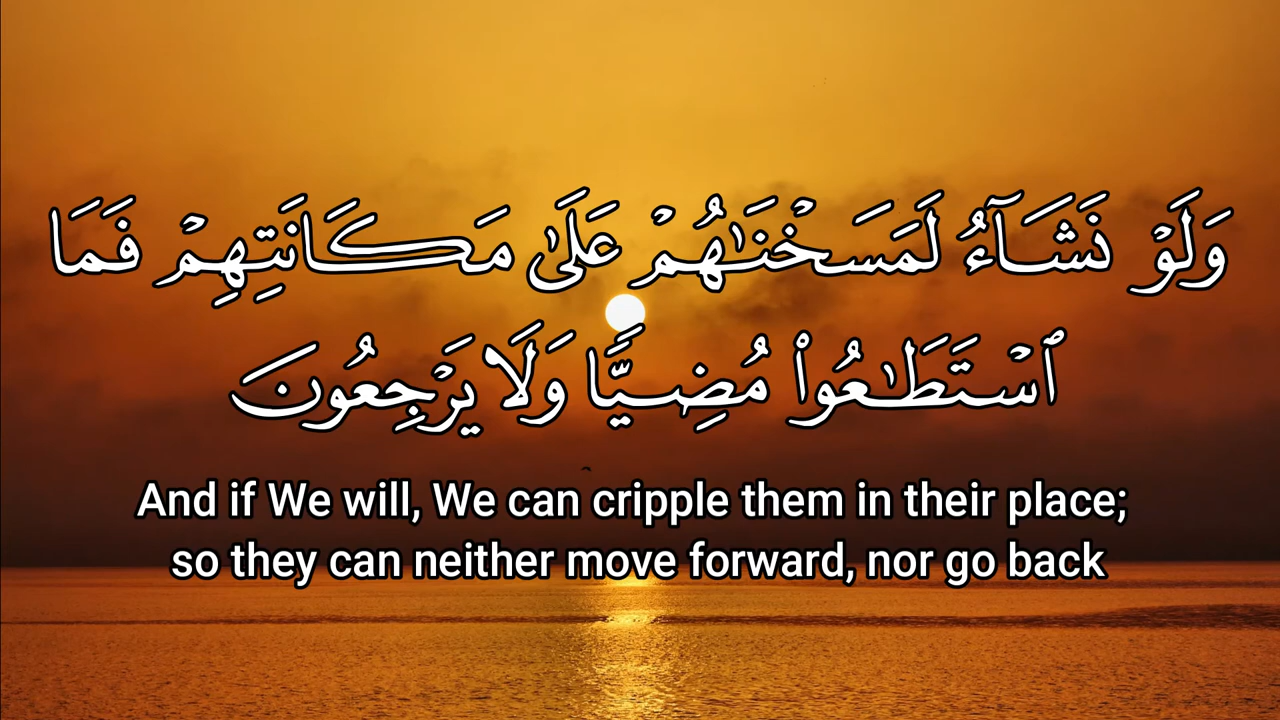 وَلَوْ نَشَآءُ لَمَسَخْنَٰهُمْ عَلَىٰ مَكَانَتِهِمْ فَمَا
ٱسْتَطَٰعُوا۟ مُضِيًّا وَلَا يَرْجِعُونَ
And if We will, We can cripple them in their place;
so they can neither move forward, nor go back